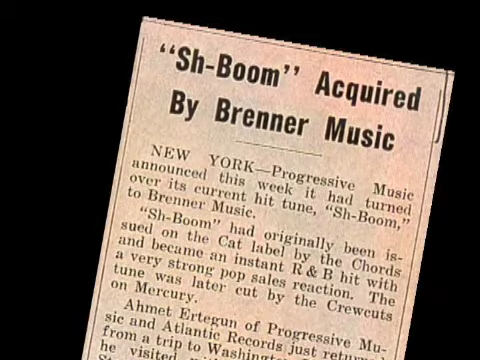 "Sh-Boom" Acquired
By Brenner Music
NEW YORK—Progressive Music
announced this week it had turned
over its current hit tune, "Sh-Boom,"
to Brenner Music.
"Sh-Boom" had originally been is-
sued on the Cat label by the Chords
and became an instant R & B hit with
a very strong pop sales reaction. The
tune was later cut by the Crewcuts
on Mercury.
Ahmet Ertegun of Progressive Mu-
sic and Atlantic Records just returned
from a trip to Washington
he visited